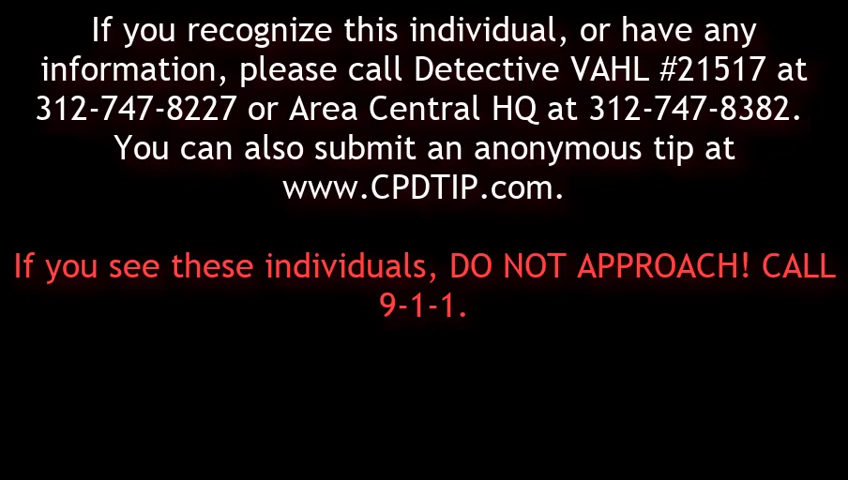 If you recognize this individual, or have any
information, please call Detective VAHL #21517 at
312-747-8227 or Area Central HQ at 312-747-8382.
You can also submit an anonymous tip at
www.CPDTIP.com.
If you see these individuals, DO NOT APPROACH! CALL
9-1-1.